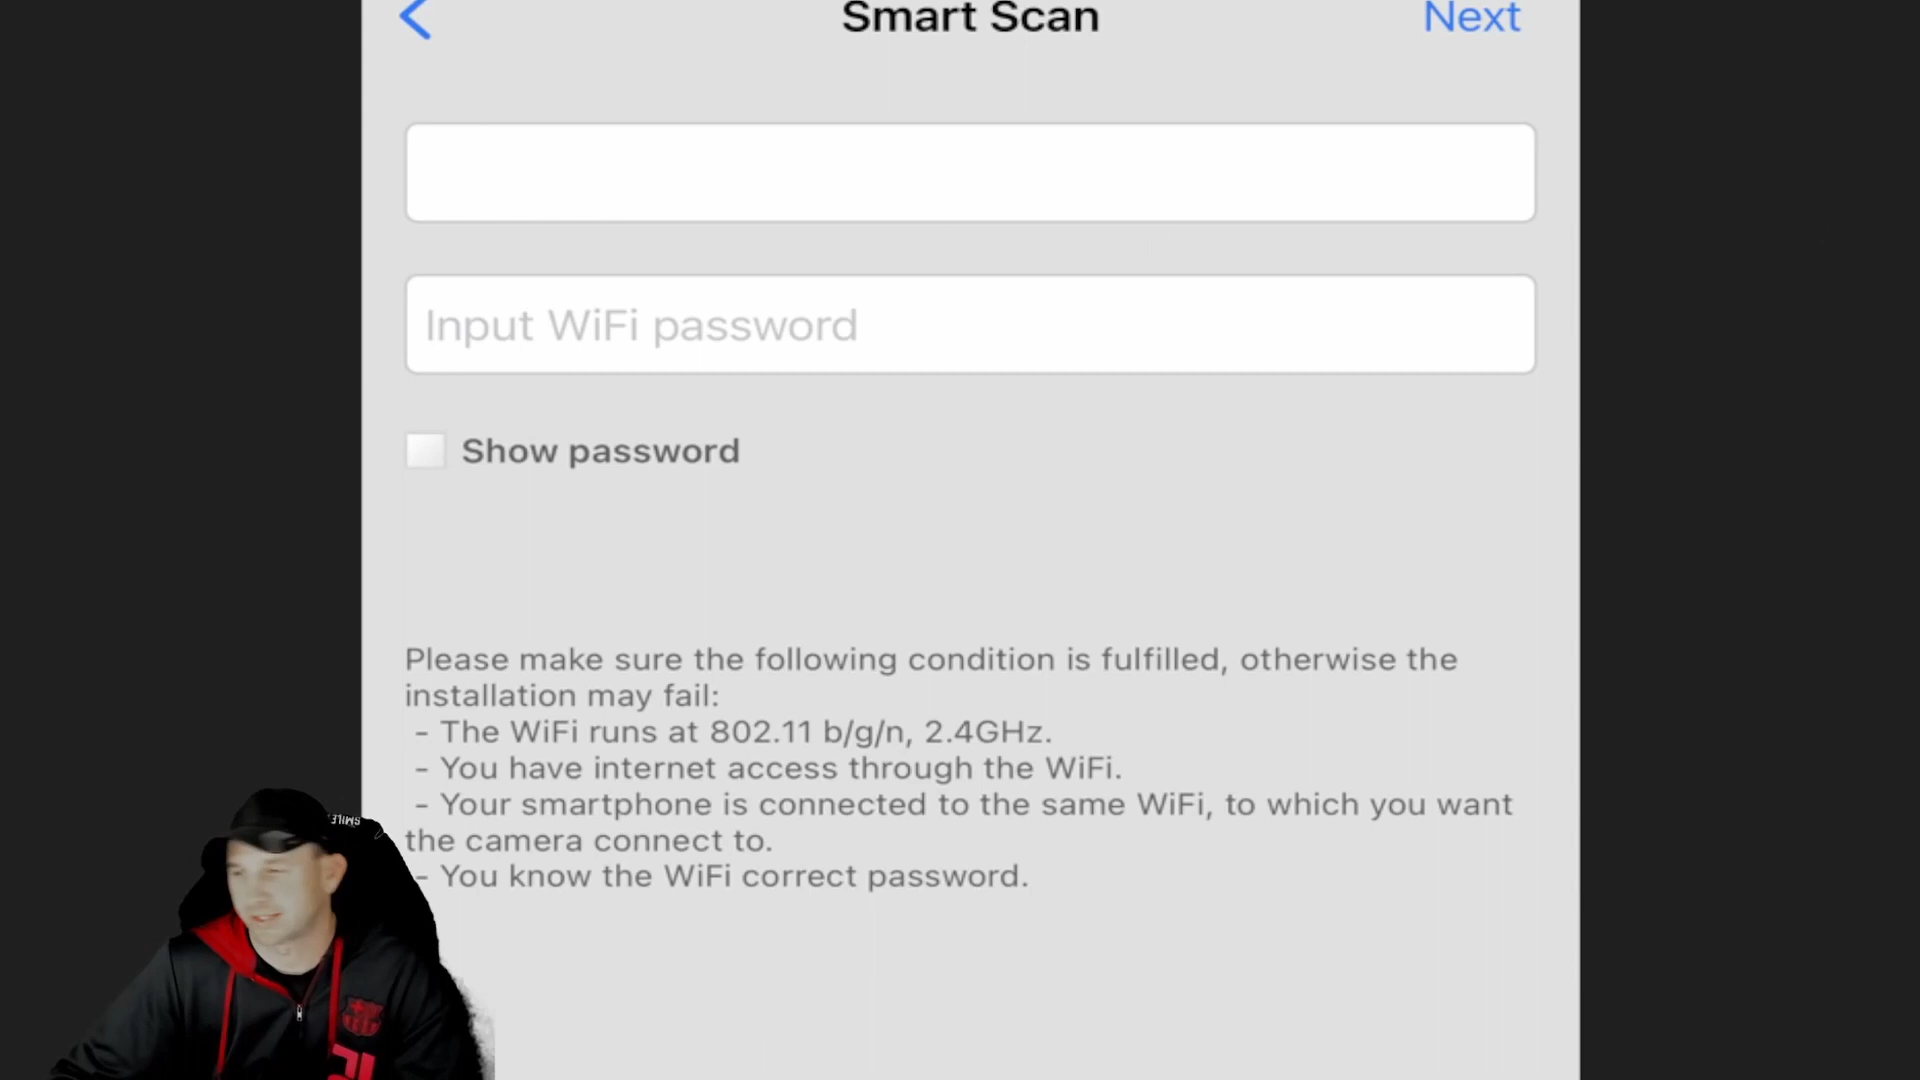 Smart Scan
Next
Input WiFi password
Show password
Please make sure the following condition is fulfilled, otherwise the
installation may fail:
- The WiFi runs at 802.11 b/g/n, 2.4GHz.
- You have internet access through the WiFi.
- Your smartphone is connected to the same WiFi, to which you want
the camera connect to.
- You know the WiFi correct password.
SMILE